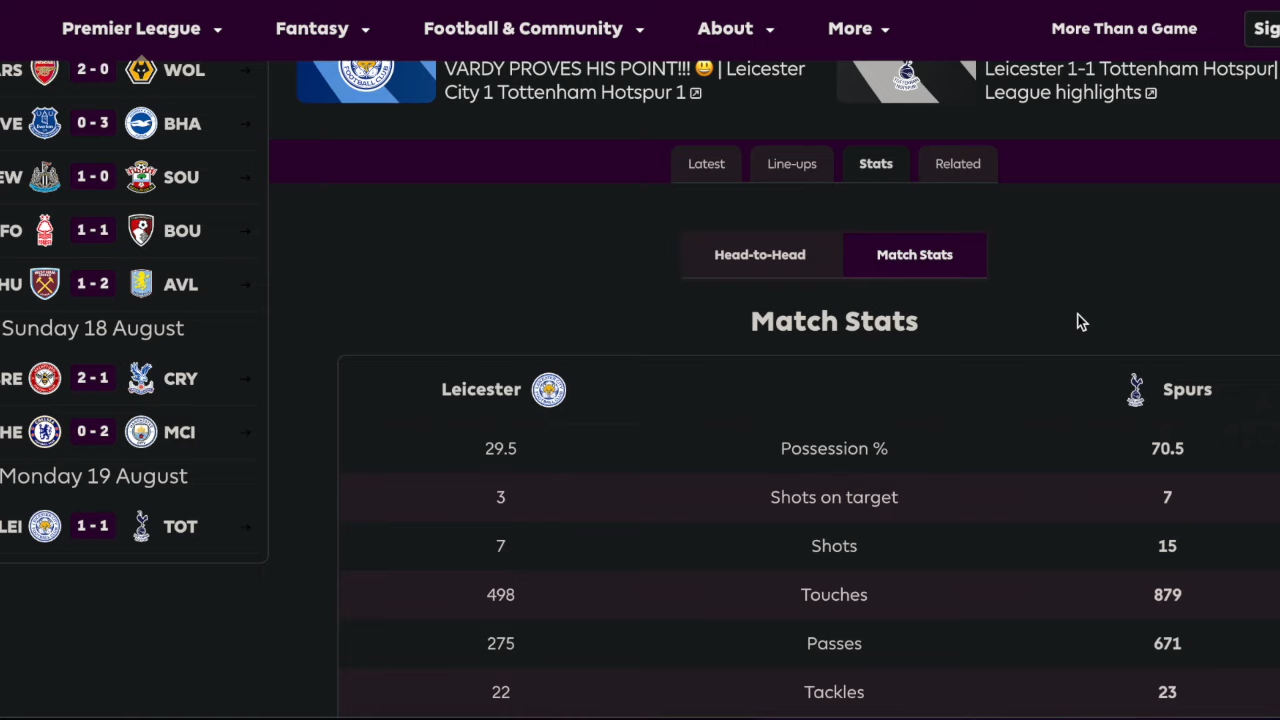 Premier League
Fantasy
Football & Community
About
More
More Than a Game
Sig
RS 2 - 0 WOL
VE 0 - 3 BHA
EW 1 - 0 SOU
FO 1 - 1 BOU
HU 1 - 2 AVL
Sunday 18 August
RE 2 - 1 CRY
HE 0 - 2 MCI
Monday 19 August
LEI 1 - 1 TOT
VARDY PROVES HIS POINT!!! 😃 | Leicester
City 1 Tottenham Hotspur 1
Leicester 1-1 Tottenham Hotspur|
League highlights
Latest
Line-ups
Stats
Related
Head-to-Head
Match Stats
Match Stats
Leicester Spurs
29.5 Possession % 70.5
3 Shots on target 7
7 Shots 15
498 Touches 879
275 Passes 671
22 Tackles 23